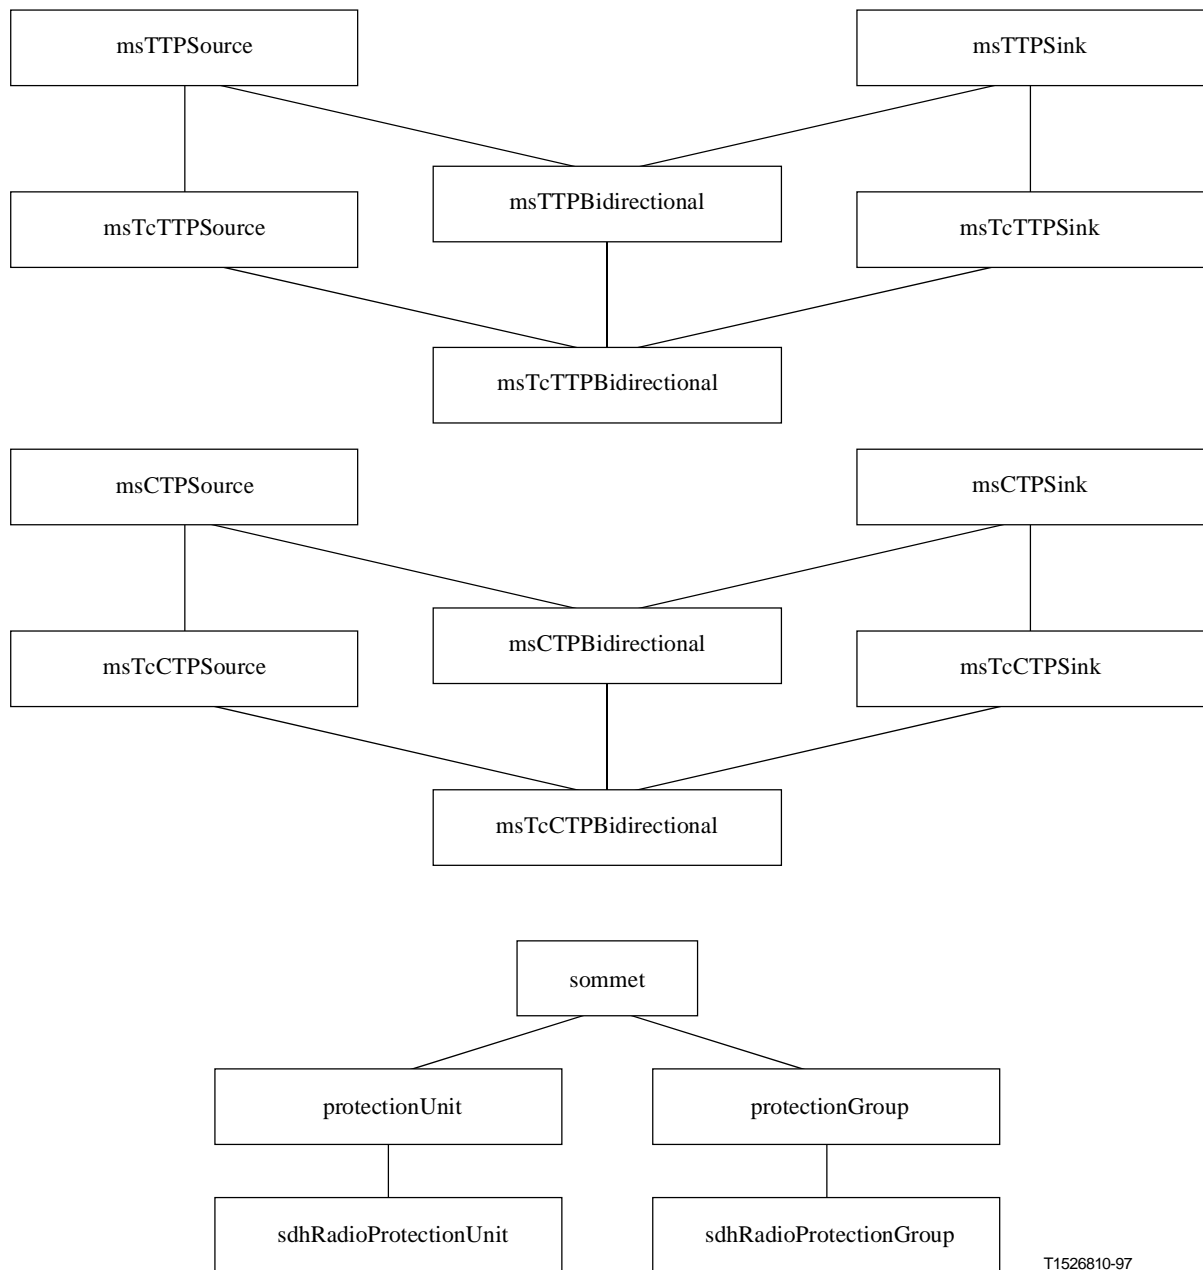 msTTPSource
msTTPSink
msTTPBidirectional
msTcTTPSource
msTcTTPSink
msTcTTPBidirectional
msCTPSource
msCTPSink
msCTPBidirectional
msTcCTPSource
msTcCTPSink
msTcCTPBidirectional
sommet
protectionUnit
protectionGroup
sdhRadioProtectionUnit
sdhRadioProtectionGroup
T1526810-97